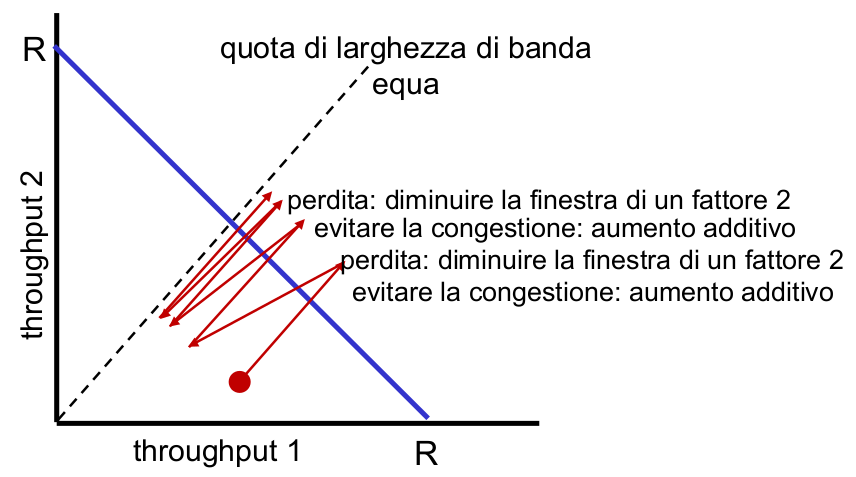 R
quota di larghezza di banda
equa
throughput 2
perdita: diminuire la finestra di un fattore 2
evitare la congestione: aumento additivo
perdita: diminuire la finestra di un fattore 2
evitare la congestione: aumento additivo
throughput 1
R